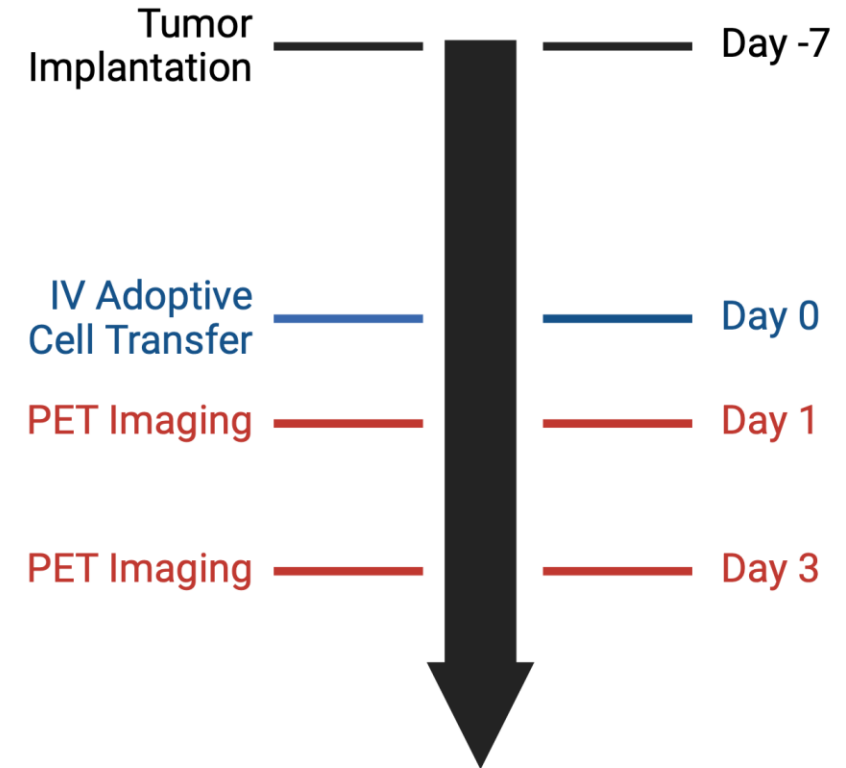 Tumor
Implantation
Day -7
IV Adoptive
Cell Transfer
Day 0
PET Imaging
Day 1
PET Imaging
Day 3